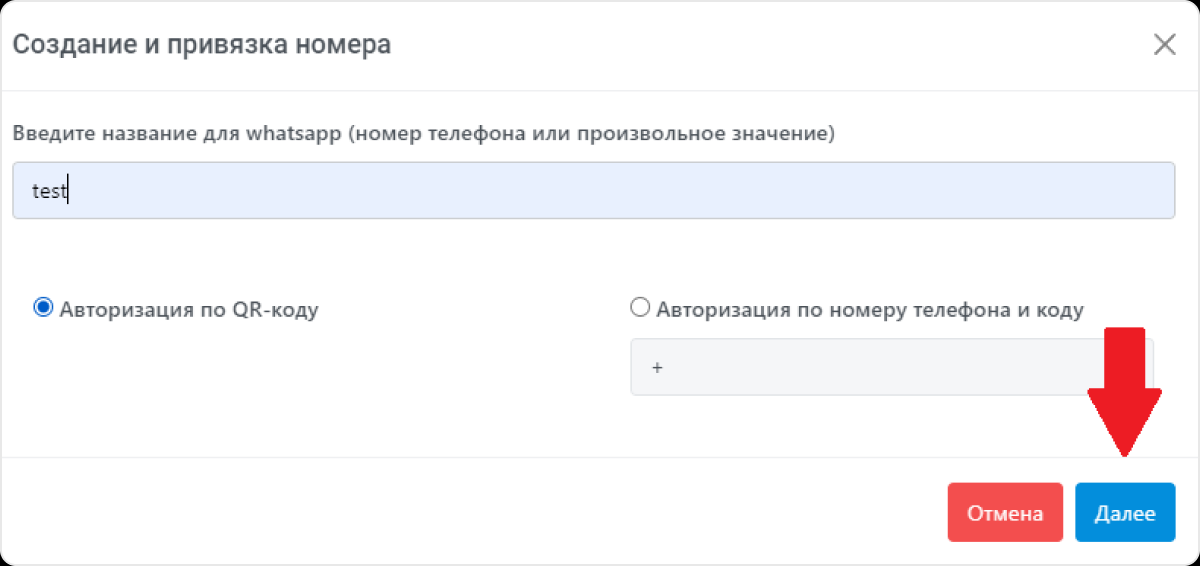 Создание и привязка номера
Введите название для whatsapp (номер телефона или произвольное значение)
test
Авторизация по QR-коду
Авторизация по номеру телефона и коду
+
Отмена
Далее